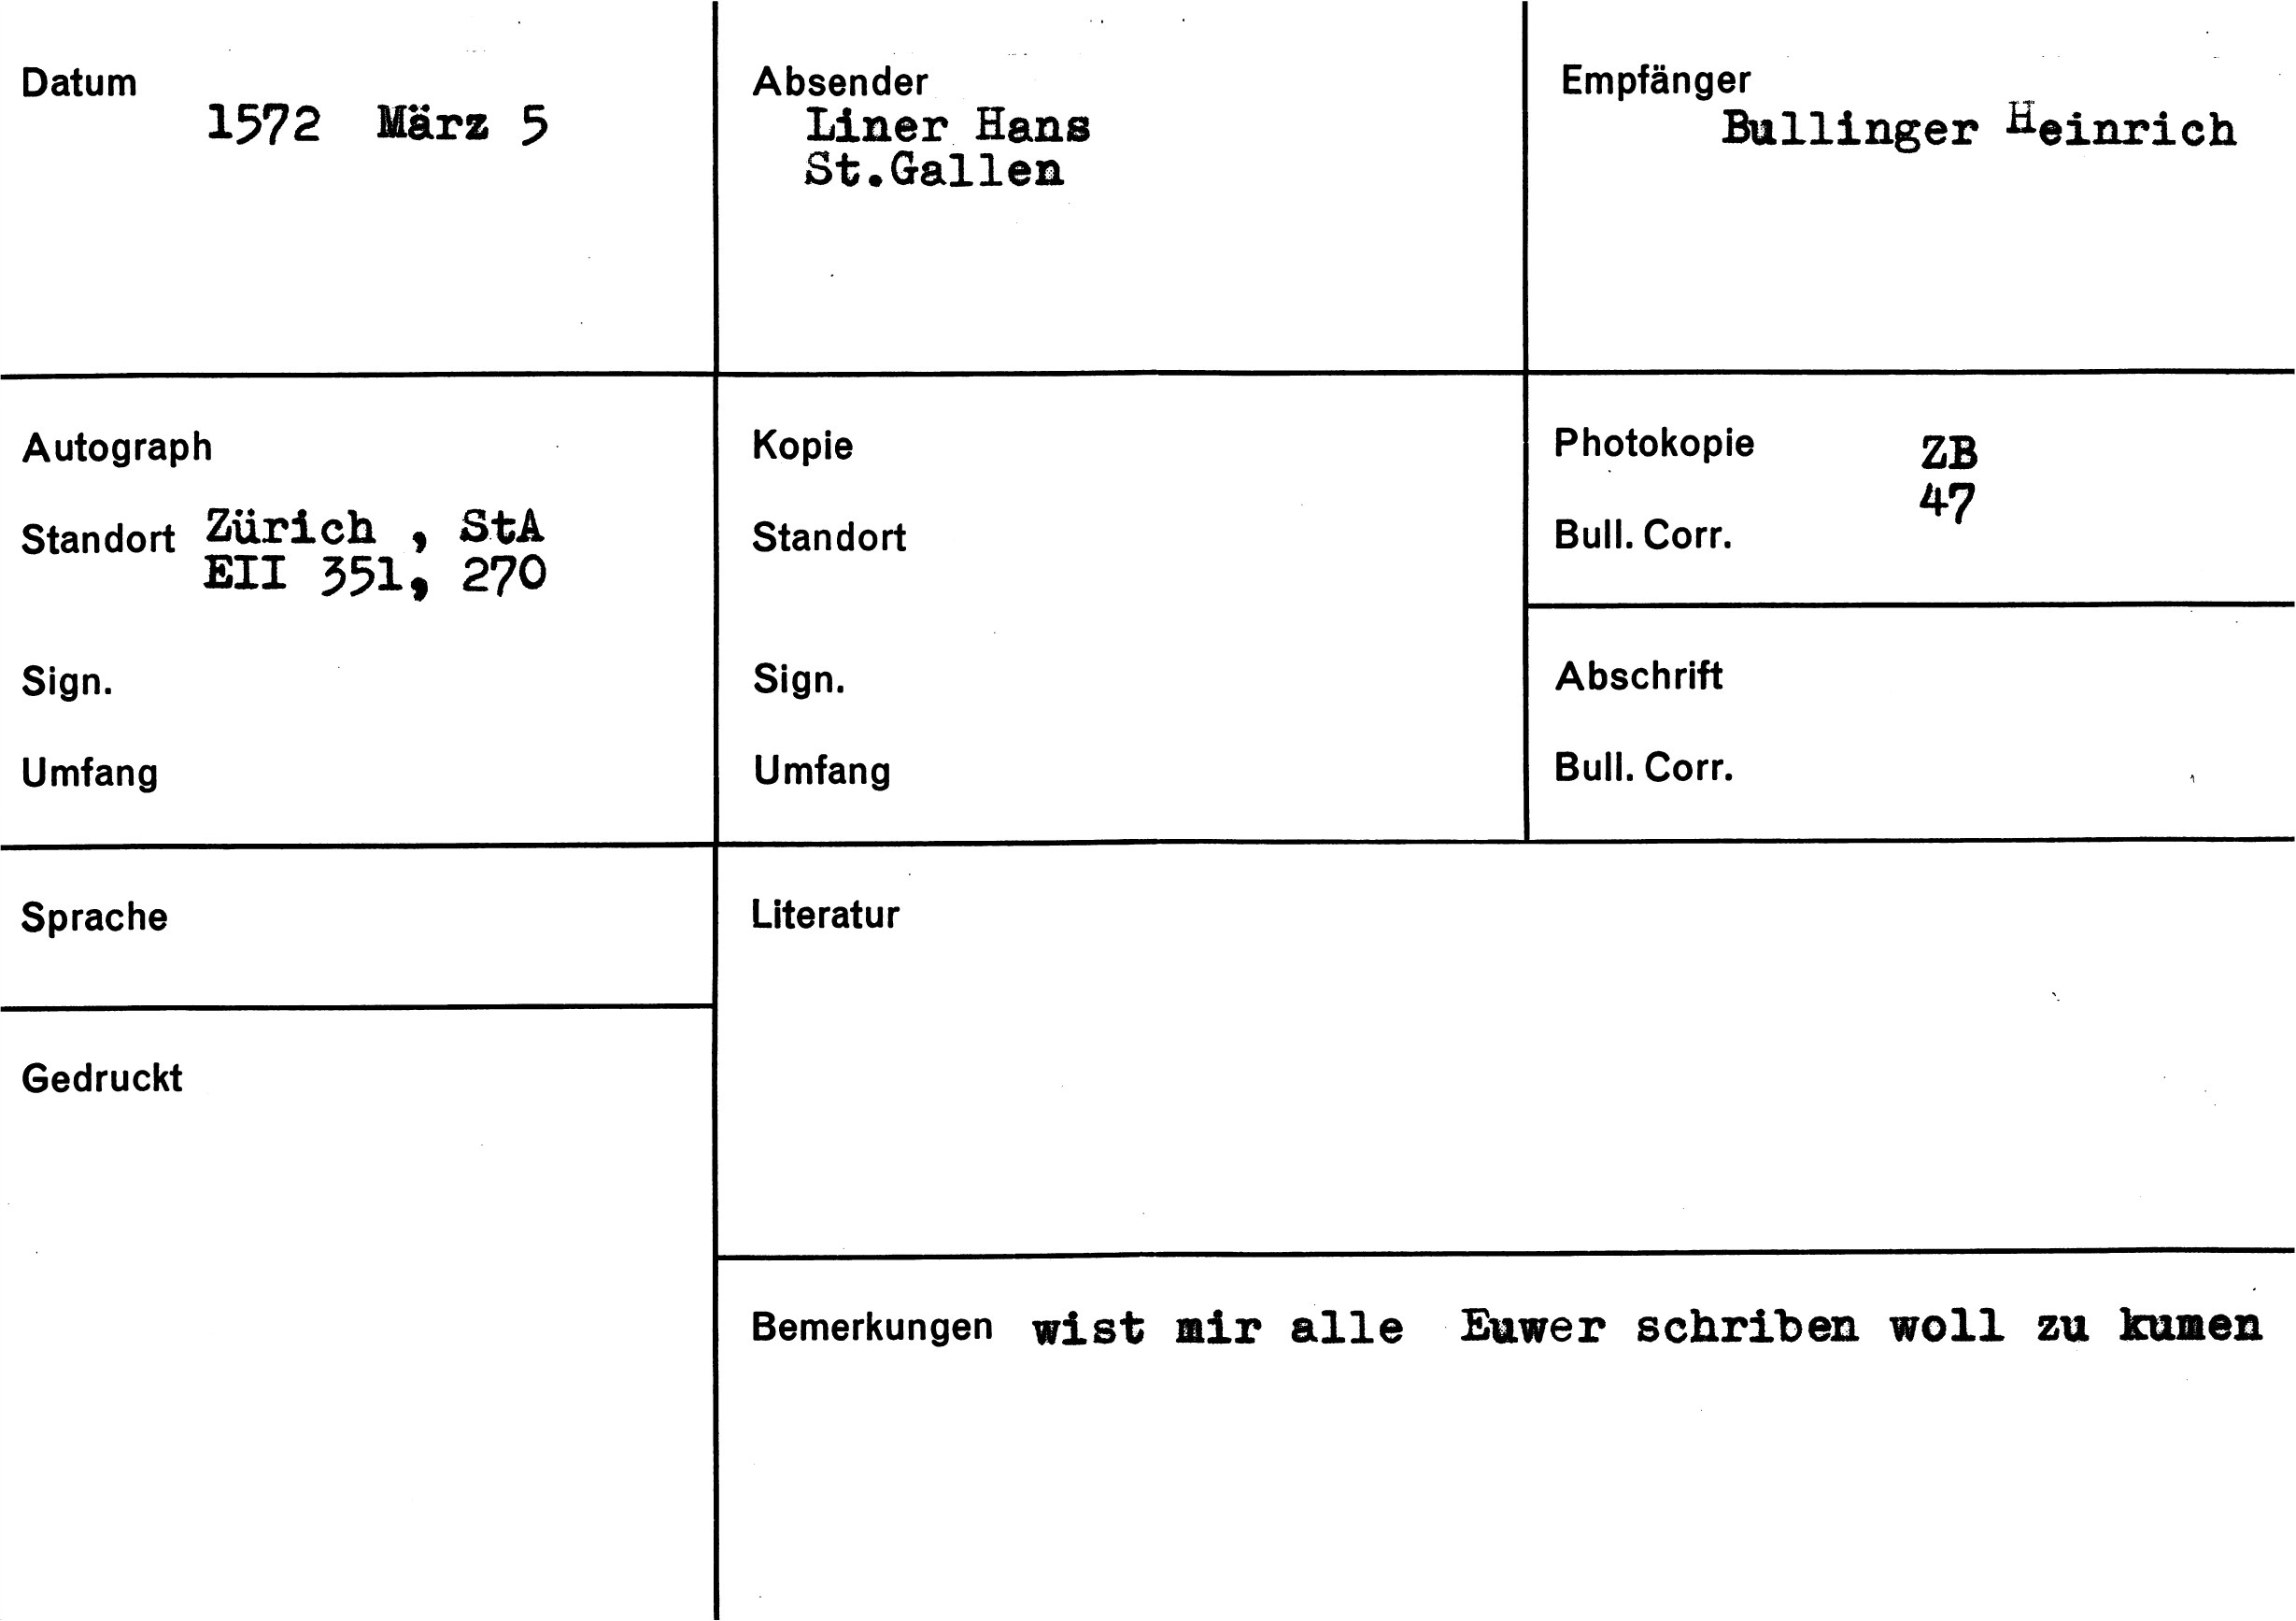 Datum
1572 März 5
Absender
Liner Hans
St.Gallen
Empfänger
Bullinger Heinrich
Autograph
Standort Zürich , StA
EII 351, 270
Sign.
Umfang
Kopie
Standort
Sign.
Umfang
Photokopie ZB
47
Bull. Corr.
Abschrift
Bull. Corr.
Sprache
Literatur
Gedruckt
Bemerkungen wist mir alle Euwer schriben woll zu kumen